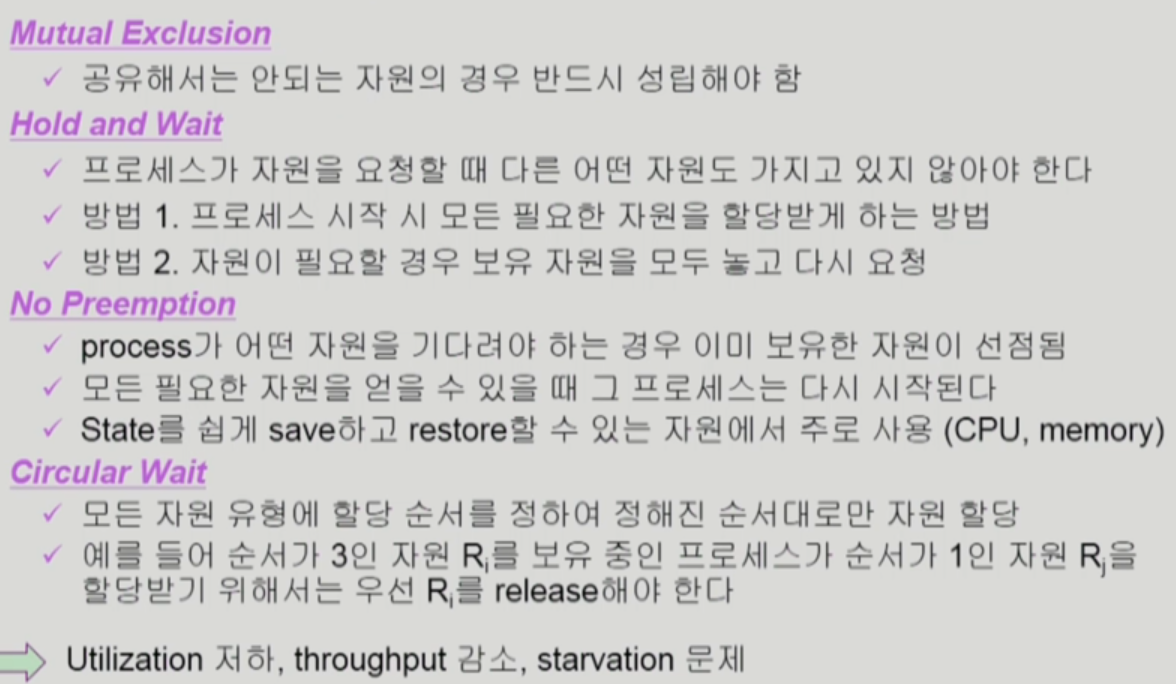 Mutual Exclusion
✓ 공유해서는 안되는 자원의 경우 반드시 성립해야 함
Hold and Wait
✓ 프로세스가 자원을 요청할 때 다른 어떤 자원도 가지고 있지 않아야 한다
✓ 방법 1. 프로세스 시작 시 모든 필요한 자원을 할당받게 하는 방법
✓ 방법 2. 자원이 필요할 경우 보유 자원을 모두 놓고 다시 요청
No Preemption
✓ process가 어떤 자원을 기다려야 하는 경우 이미 보유한 자원이 선점됨
✓ 모든 필요한 자원을 얻을 수 있을 때 그 프로세스는 다시 시작된다
✓ State를 쉽게 save하고 restore할 수 있는 자원에서 주로 사용 (CPU, memory)
Circular Wait
✓ 모든 자원 유형에 할당 순서를 정하여 정해진 순서대로만 자원 할당
✓ 예를 들어 순서가 3인 자원 Ri를 보유 중인 프로세스가 순서가 1인 자원 Rj을
할당받기 위해서는 우선 Ri를 release해야 한다
Utilization 저하, throughput 감소, starvation 문제